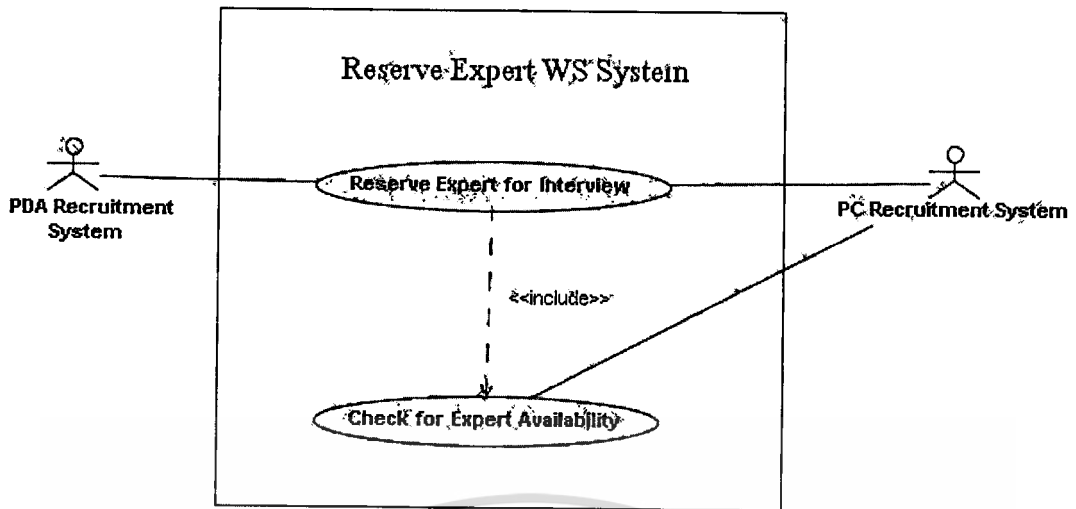 Reserve Expert WS System
Reserve Expert for Interview
PDA Recruitment
System
PC Recruitment System
<<include>>
Check for Expert Availability